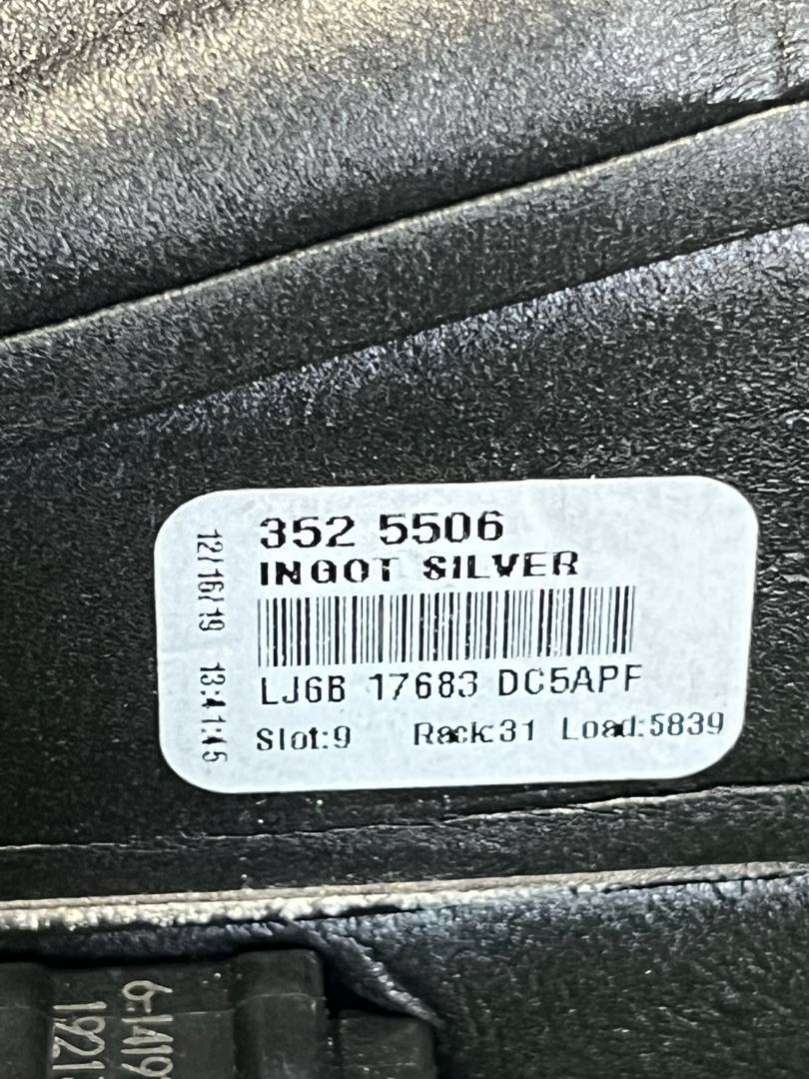 352 5506
INGOT SILVER
LJ6B 17683 DC5APF
Slot:9 Rack:31 Load:5839
12/16/19 13:41:45